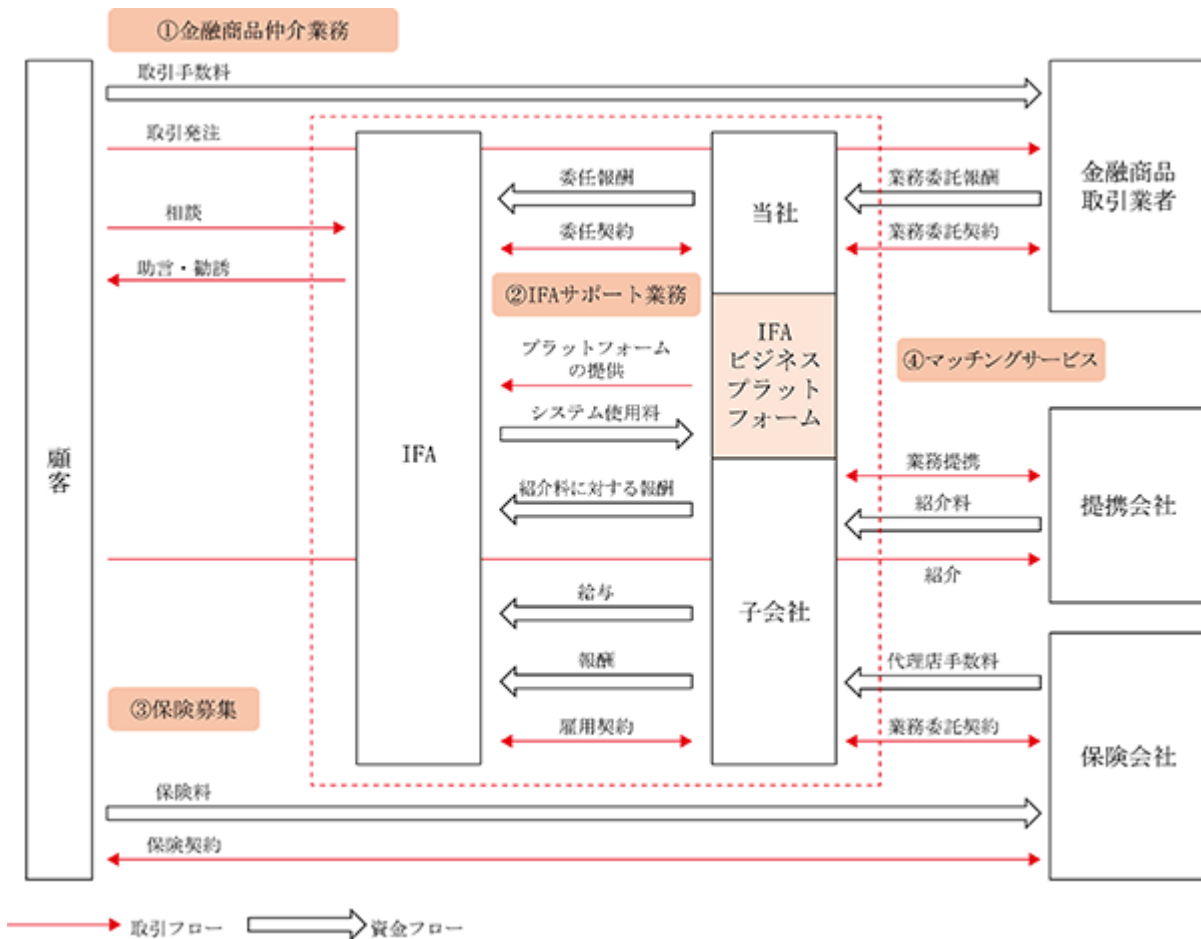 ①金融商品仲介業務
取引手数料
取引発注
相談
助言・勧誘
顧客
IFA
委任報酬
委任契約
②IFAサポート業務
プラットフォーム
の提供
システム使用料
紹介料に対する報酬
給与
報酬
雇用契約
当社
IFA
ビジネス
プラット
フォーム
子会社
業務委託報酬
業務委託契約
④マッチングサービス
業務提携
紹介料
紹介
代理店手数料
業務委託契約
金融商品
取引業者
提携会社
保険会社
③保険募集
保険料
保険契約
取引フロー
資金フロー